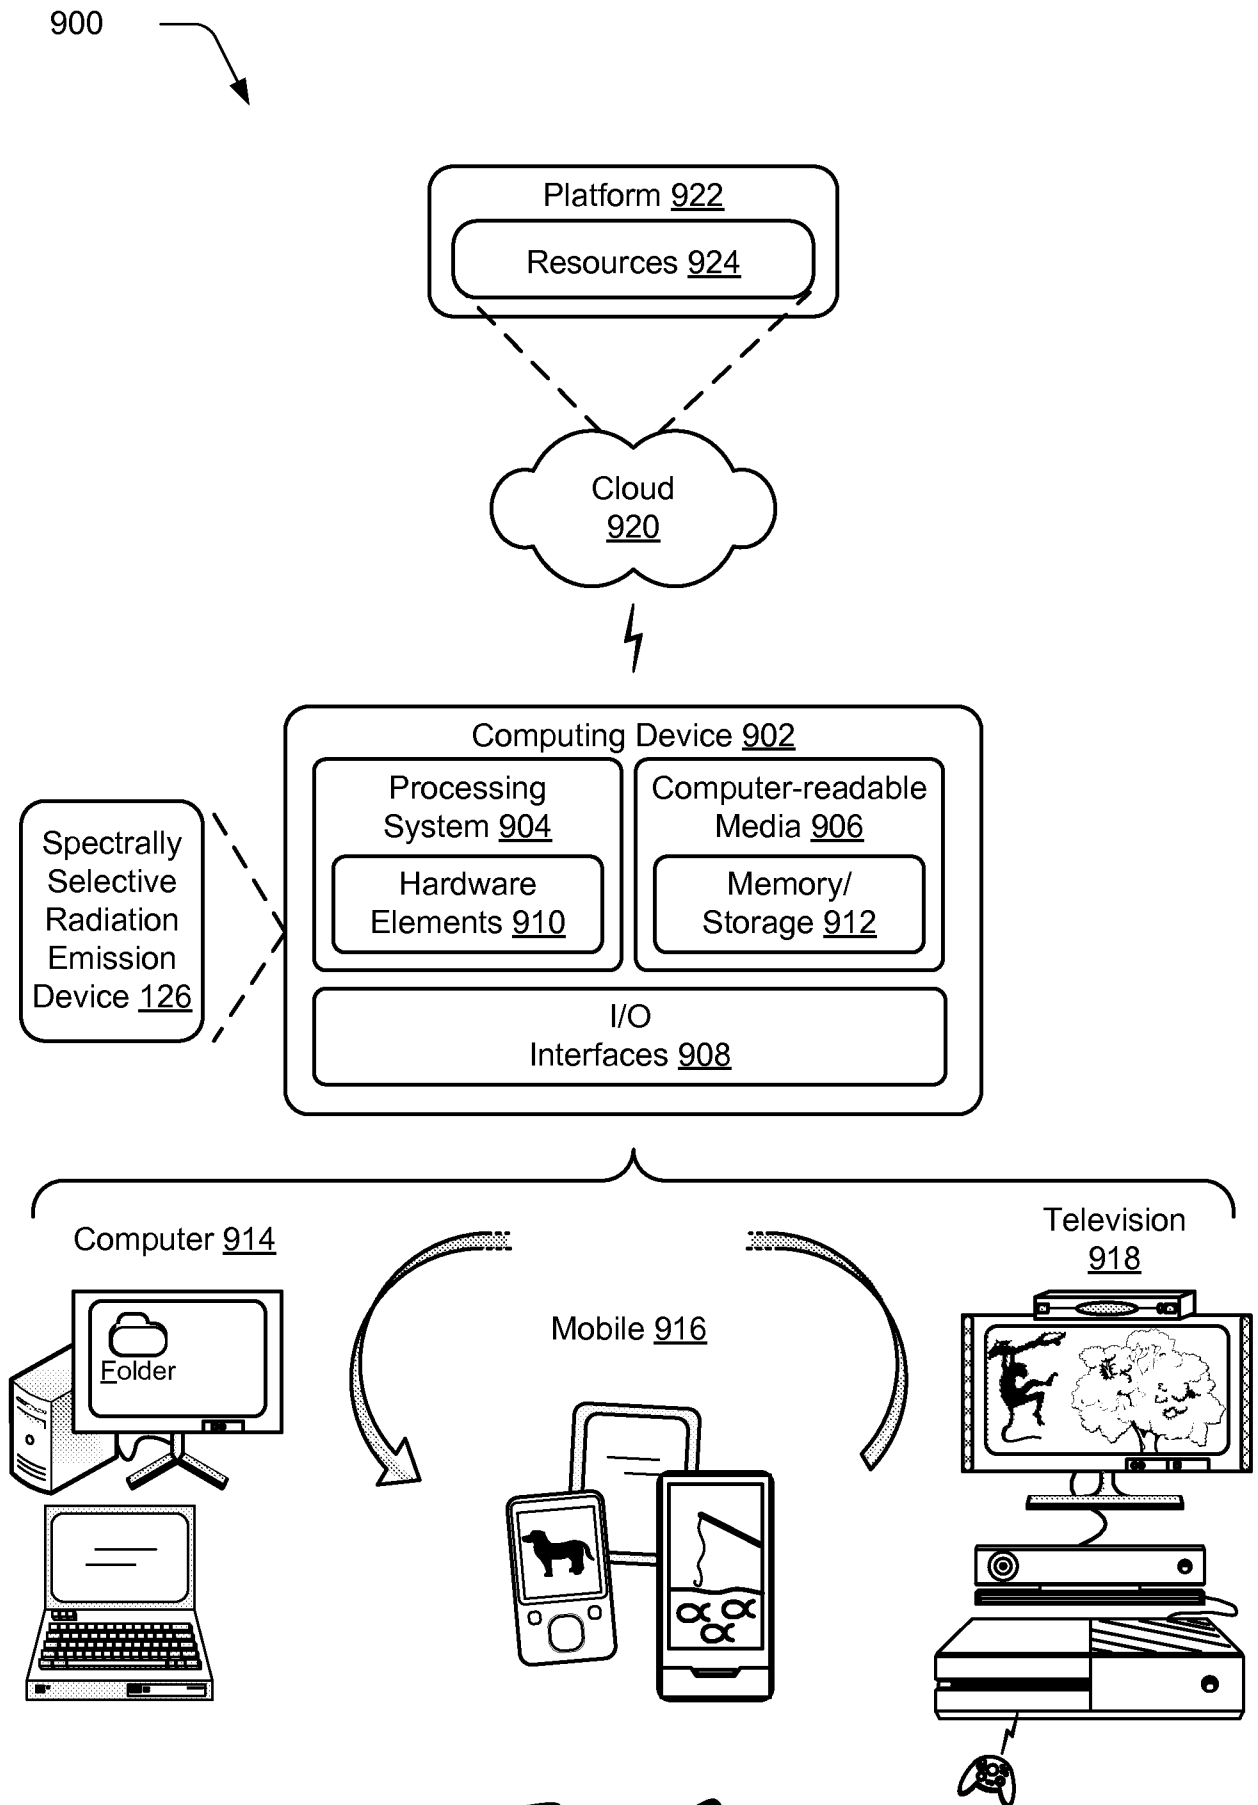 900
Platform 922
Resources 924
Cloud
920
Computing Device 902
Processing
System 904
Computer-readable
Media 906
Hardware
Elements 910
Memory/
Storage 912
I/O
Interfaces 908
Spectrally
Selective
Radiation
Emission
Device 126
Computer 914
Folder
Mobile 916
Television
918